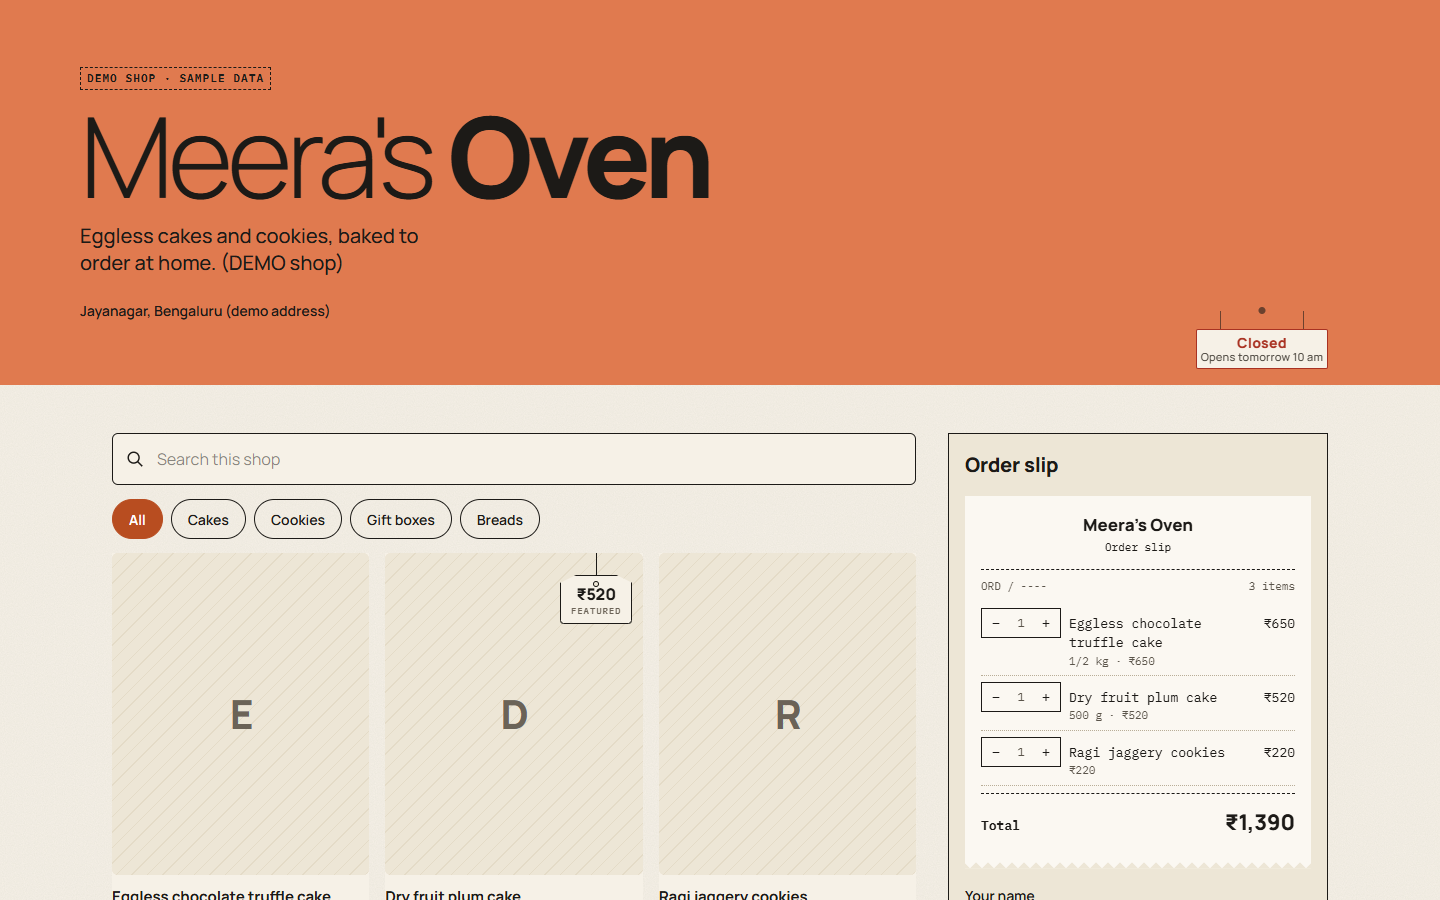 DEMO SHOP · SAMPLE DATA
Meera's Oven
Eggless cakes and cookies, baked to
order at home. (DEMO shop)
Jayanagar, Bengaluru (demo address)
Closed
Opens tomorrow 10 am
Search this shop
All
Cakes
Cookies
Gift boxes
Breads
₹520
FEATURED
E
D
R
Eggless chocolate truffle cake
Dry fruit plum cake
Ragi jaggery cookies
Order slip
Meera's Oven
Order slip
ORD / ---- 3 items
− 1 + Eggless chocolate ₹650
truffle cake
1/2 kg · ₹650
− 1 + Dry fruit plum cake ₹520
500 g · ₹520
− 1 + Ragi jaggery cookies ₹220
₹220
Total ₹1,390
Your name